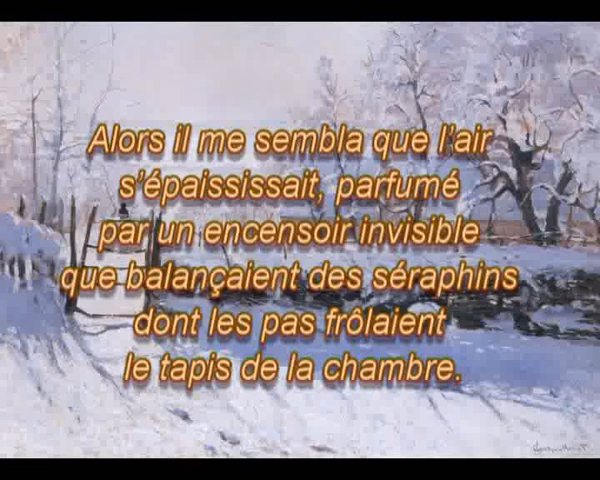 Alors il me sembla que l'air
s'épaississait, parfumé
par un encensoir invisible
que balançaient des séraphins
dont les pas frôlaient
le tapis de la chambre.